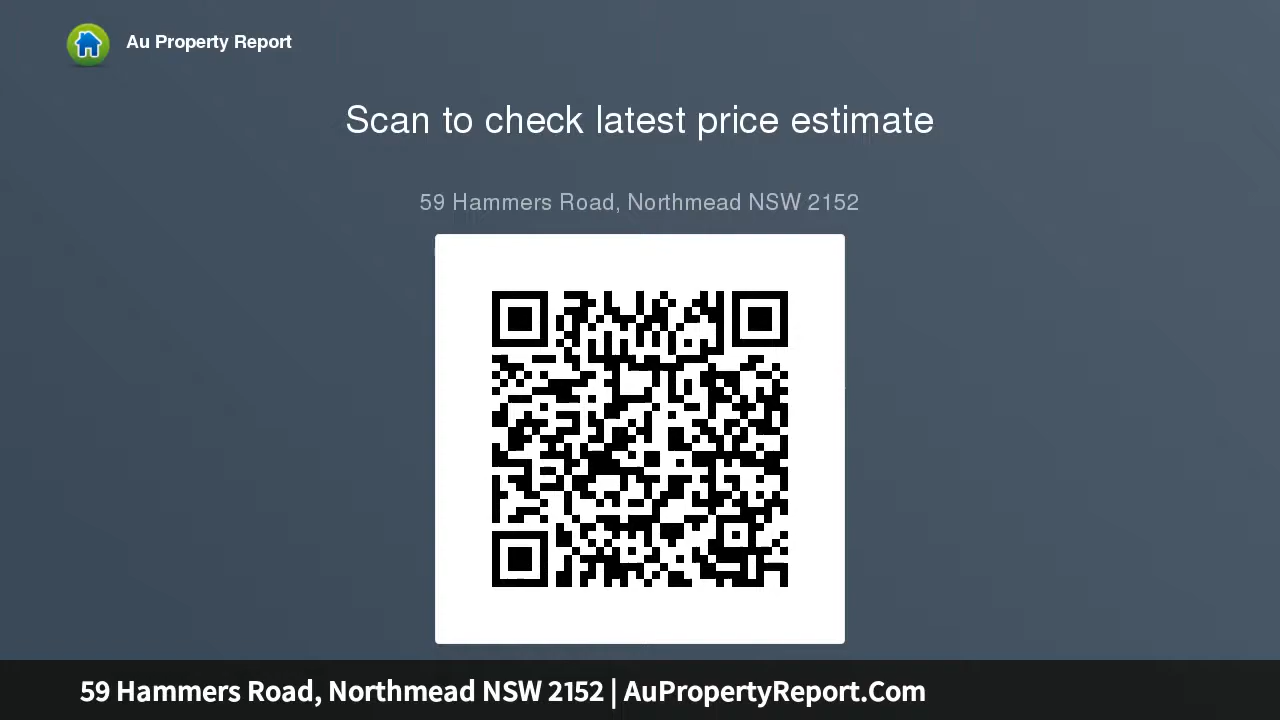 Au Property Report
Scan to check latest price estimate
59 Hammers Road, Northmead NSW 2152
59 Hammers Road, Northmead NSW 2152 | AuPropertyReport.Com